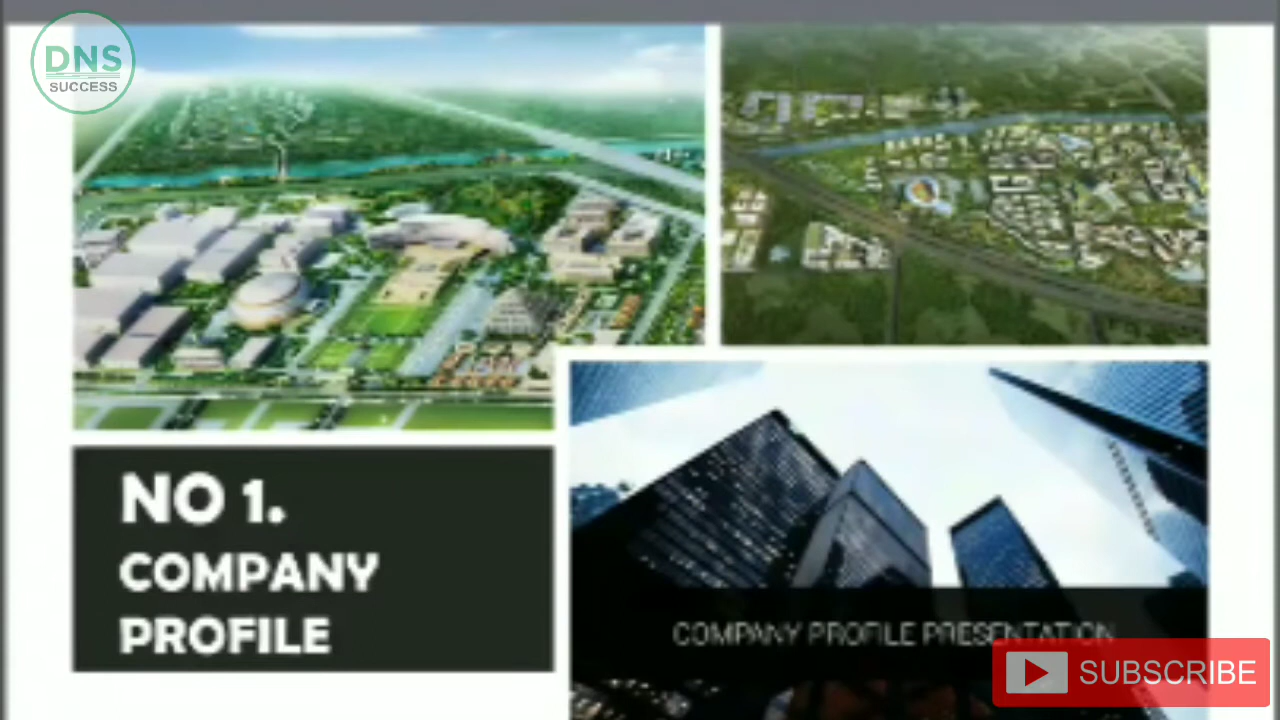 DNS
SUCCESS
NO 1.
COMPANY
PROFILE
COMPANY PROFILE PRESENTATION
SUBSCRIBE